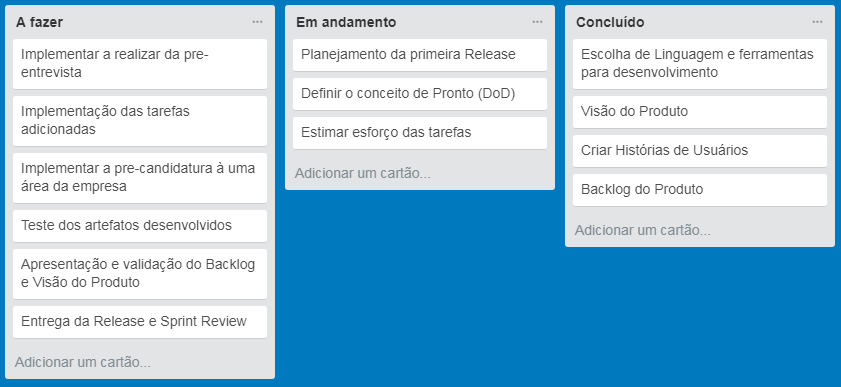 A fazer
Implementar a realizar da pre-
entrevista
Implementação das tarefas
adicionadas
Implementar a pre-candidatura à uma
área da empresa
Teste dos artefatos desenvolvidos
Apresentação e validação do Backlog
e Visão do Produto
Entrega da Release e Sprint Review
Adicionar um cartão...
Em andamento
Planejamento da primeira Release
Definir o conceito de Pronto (DoD)
Estimar esforço das tarefas
Adicionar um cartão...
Concluído
Escolha de Linguagem e ferramentas
para desenvolvimento
Visão do Produto
Criar Histórias de Usuários
Backlog do Produto
Adicionar um cartão...